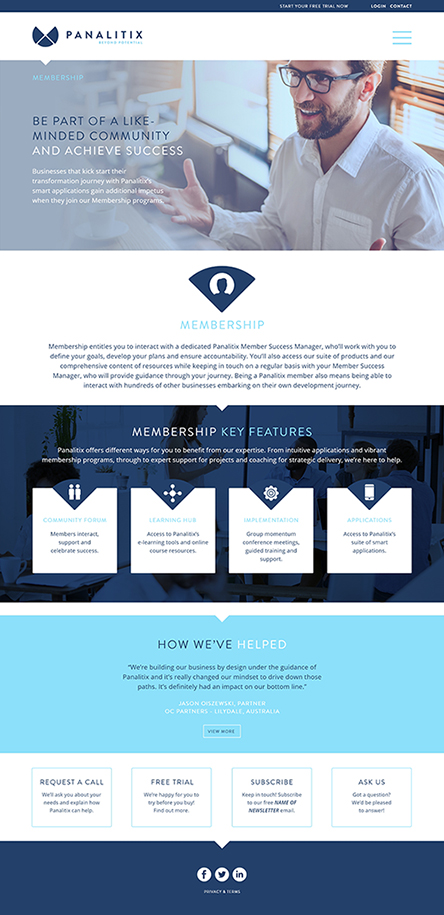 START YOUR FREE TRIAL NOW LOGIN CONTACT
PANALITIX
BEYOND POTENTIAL
MEMBERSHIP
BE PART OF A LIKE-
MINDED COMMUNITY
AND ACHIEVE SUCCESS
Businesses that kick start their
transformation journey with Panalitix's
smart applications gain additional impetus
when they join our Membership programs.
MEMBERSHIP
Membership entitles you to interact with a dedicated Panalitix Member Success Manager, who'll work with you to
define your goals, develop your plans and ensure accountability. You'll also access our suite of products and our
comprehensive content of resources while keeping in touch on a regular basis with your Member Success
Manager, who will provide guidance through your journey. Being a Panalitix member also means being able to
interact with hundreds of other businesses embarking on their own development journey.
MEMBERSHIP KEY FEATURES
Panalitix offers different ways for you to benefit from our expertise. From intuitive applications and vibrant
membership programs, through to expert support for projects and coaching for strategic delivery, we're here to help.
COMMUNITY FORUM
Members interact,
support and
celebrate success.
LEARNING HUB
Access to Panalitix's
e-learning tools and online
course resources.
IMPLEMENTATION
Group momentum
conference meetings,
guided training and
support.
APPLICATIONS
Access to Panalitix's
suite of smart
applications.
HOW WE'VE HELPED
"We're building our business by design under the guidance of
Panalitix and it's really changed our mindset to drive down those
paths. It's definitely had an impact on our bottom line."
JASON OISZEWSKI, PARTNER
OC PARTNERS - LILYDALE, AUSTRALIA
VIEW MORE
REQUEST A CALL
We'll ask you about your
needs and explain how
Panalitix can help.
FREE TRIAL
We're happy for you to
try before you buy!
Find out more.
SUBSCRIBE
Keep in touch! Subscribe
to our free NAME OF
NEWSLETTER email.
ASK US
Got a question?
We'd be pleased
to answer!
PRIVACY & TERMS